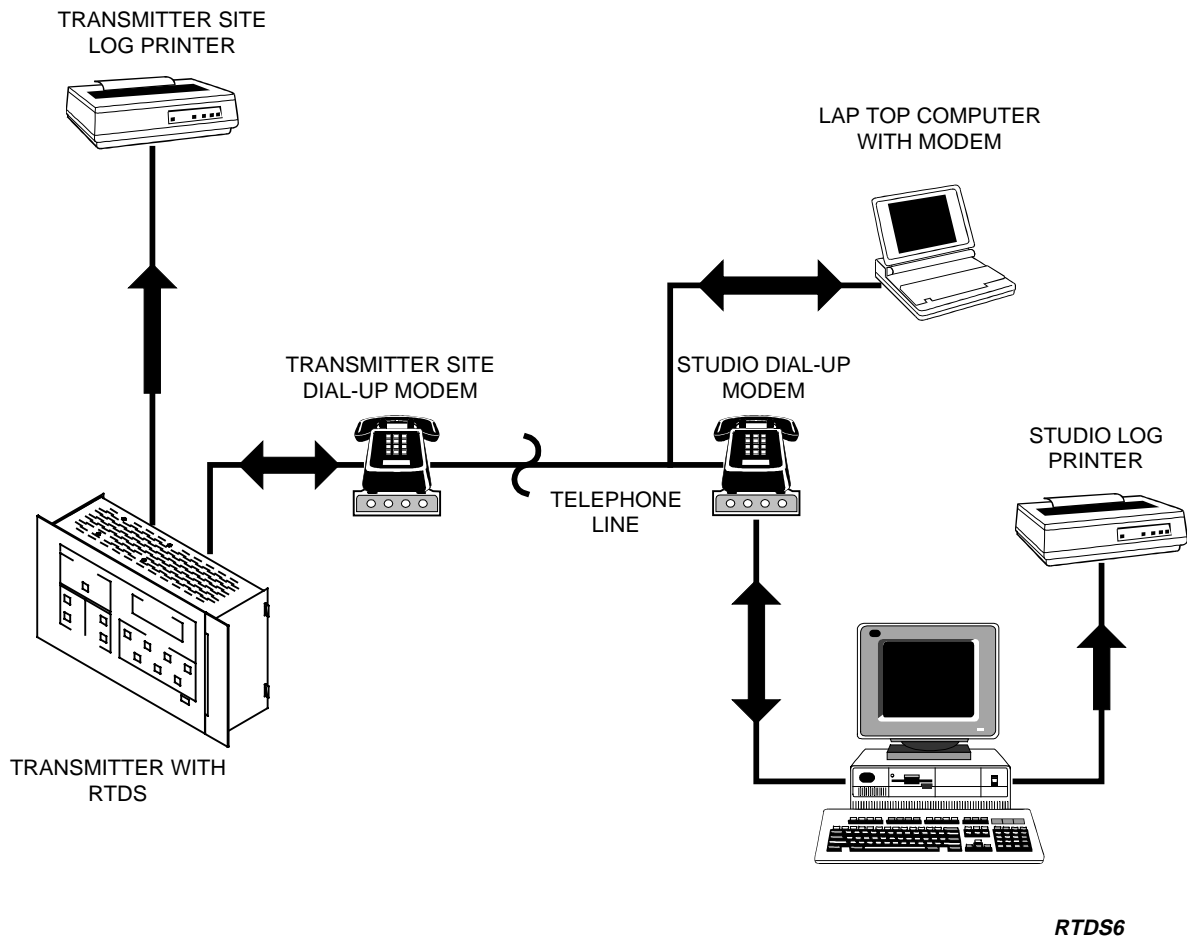 TRANSMITTER SITE
LOG PRINTER
LAP TOP COMPUTER
WITH MODEM
TRANSMITTER SITE
DIAL-UP MODEM
STUDIO DIAL-UP
MODEM
STUDIO LOG
PRINTER
TELEPHONE
LINE
TRANSMITTER WITH
RTDS
RTDS6